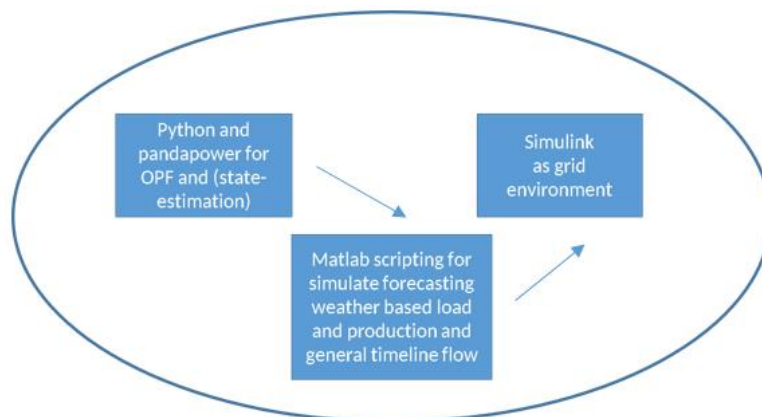 Python and
pandapower for
OPF and (state-
estimation)
Simulink
as grid
environment
Matlab scripting for
simulate forecasting
weather based load
and production and
general timeline flow